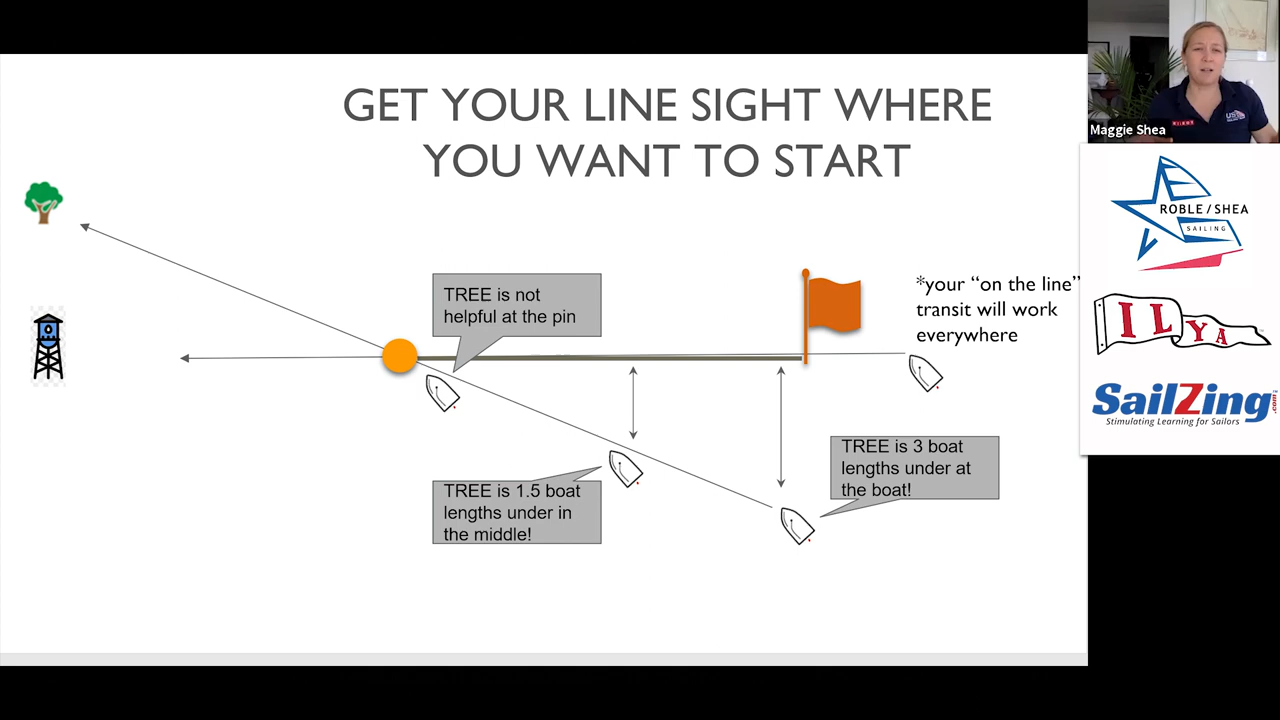 GET YOUR LINE SIGHT WHERE
YOU WANT TO START
TREE is not
helpful at the pin
*your “on the line”
transit will work
everywhere
TREE is 3 boat
lengths under at
the boat!
TREE is 1.5 boat
lengths under in
the middle!
Maggie Shea
ROBLE / SHEA
SAILING
ILYA
SailZing
.com!
Stimulating Learning for Sailors